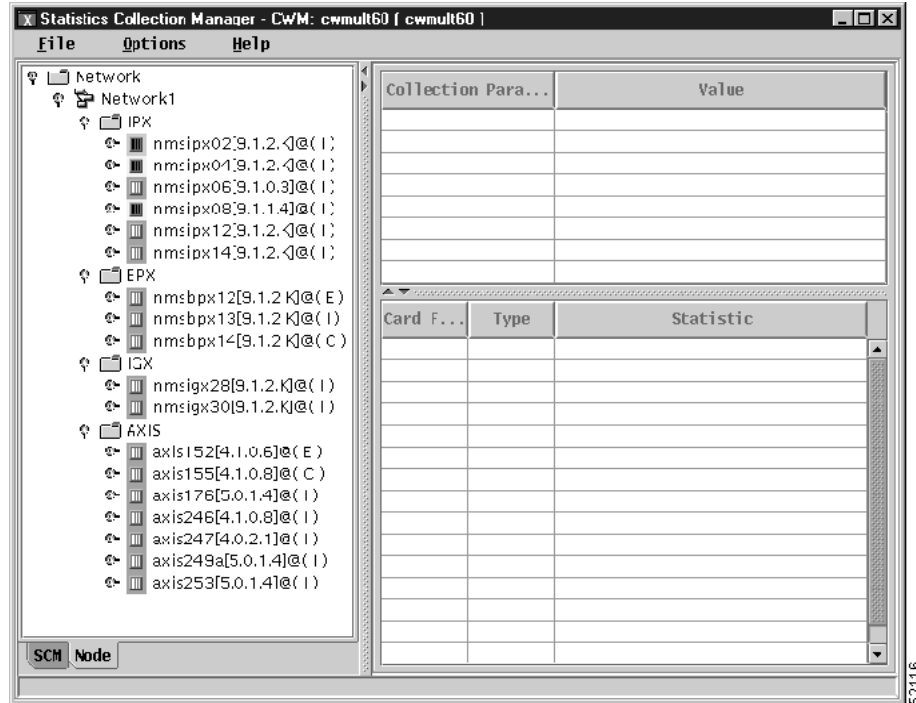 Statistics Collection Manager - CWM: cwmult60 [ cwmult60 ]
File Options Help
Network
Network1
IPX
nmsipx02[9.1.2.K]@( I )
nmsipx04[9.1.2.K]@( I )
nmsipx06[9.1.0.3]@( I )
nmsipx08[9.1.1.4]@( I )
nmsipx12[9.1.2.K]@( I )
nmsipx14[9.1.2.K]@( I )
BPX
nmsbpx12[9.1.2 K]@( E )
nmsbpx13[9.1.2 K]@( I )
nmsbpx14[9.1.2 K]@( C )
IGX
nmsigx28[9.1.2.K]@( I )
nmsigx30[9.1.2.K]@( I )
AXIS
axis152[4.1.0.6]@( E )
axis155[4.1.0.8]@( C )
axis176[5.0.1.4]@( I )
axis246[4.1.0.8]@( I )
axis247[4.0.2.1]@( I )
axis249a[5.0.1.4]@( I )
axis253[5.0.1.4]@( I )
SCM Node
Collection Para... Value
Card F... Type Statistic
52116